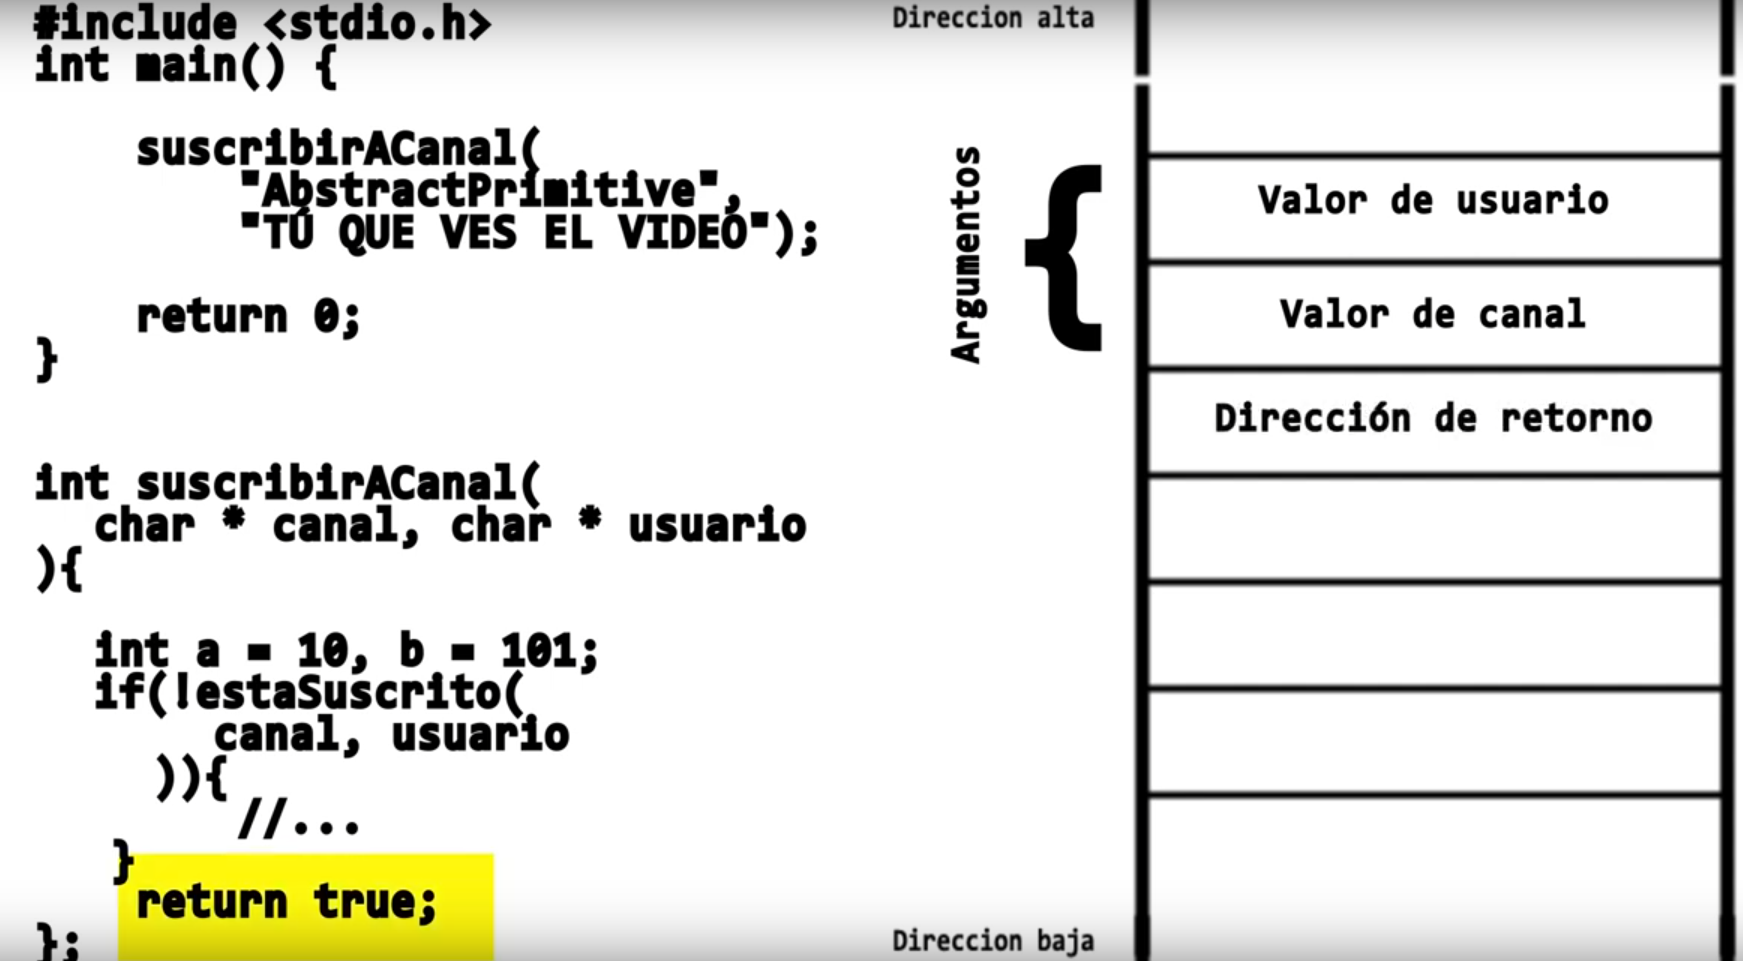 #include <stdio.h>
int main() {
suscribirACanal(
"AbstractPrimitive",
"TÚ QUE VES EL VIDEO");
return 0;
}
int suscribirACanal(
char * canal, char * usuario
){
int a = 10, b = 101;
if(!estaSuscrito(
canal, usuario
)){
//...
}
return true;
};
Direccion alta
Argumentos
{
Valor de usuario
Valor de canal
Dirección de retorno
Direccion baja